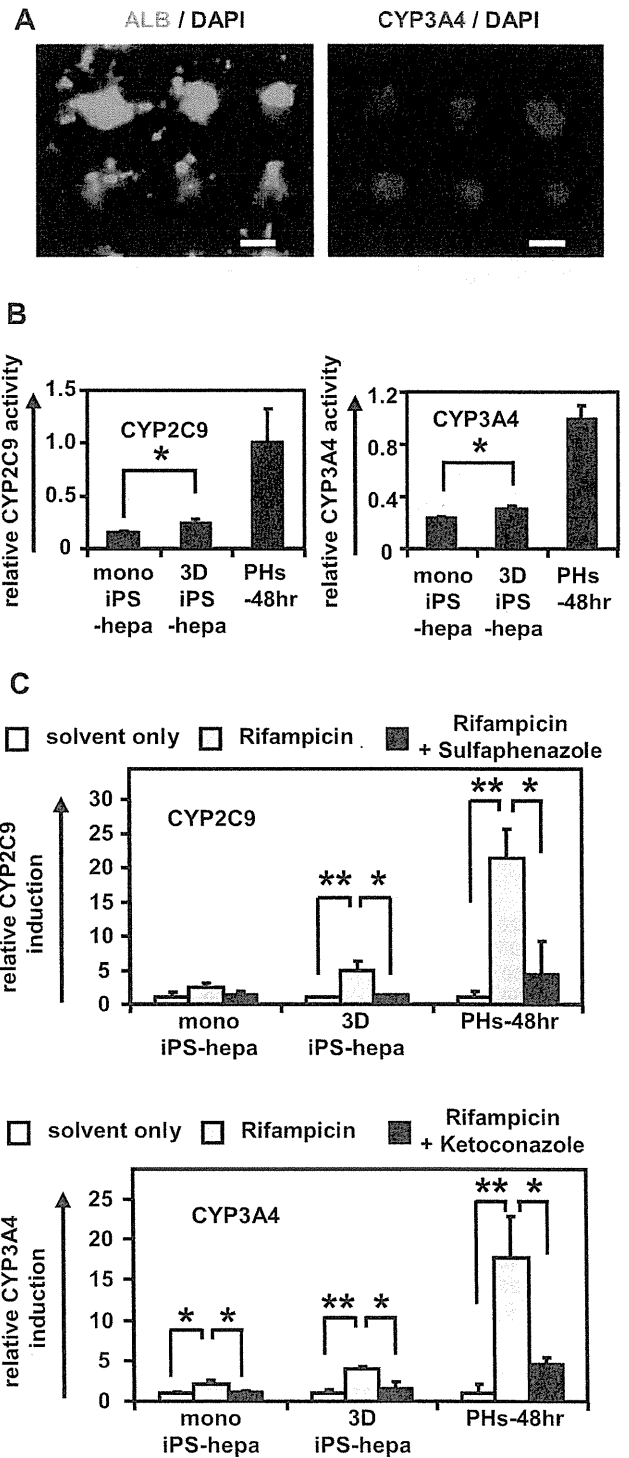 A
ALB / DAPI
CYP3A4 / DAPI
B
relative CYP2C9 activity
1.5
1.0
0.5
0
CYP2C9
*
mono
iPS
-hepa
3D
iPS
-hepa
PHs
-48hr
relative CYP3A4 activity
1.2
0.8
0.4
0
CYP3A4
*
mono
iPS
-hepa
3D
iPS
-hepa
PHs
-48hr
C
solvent only
Rifampicin
Rifampicin
+ Sulfaphenazole
relative CYP2C9
induction
30
25
20
15
10
5
0
CYP2C9
** *
** *
mono
iPS-hepa
3D
iPS-hepa
PHs-48hr
solvent only
Rifampicin
Rifampicin
+ Ketoconazole
relative CYP3A4
induction
25
20
15
10
5
0
CYP3A4
* *
** *
** *
mono
iPS-hepa
3D
iPS-hepa
PHs-48hr